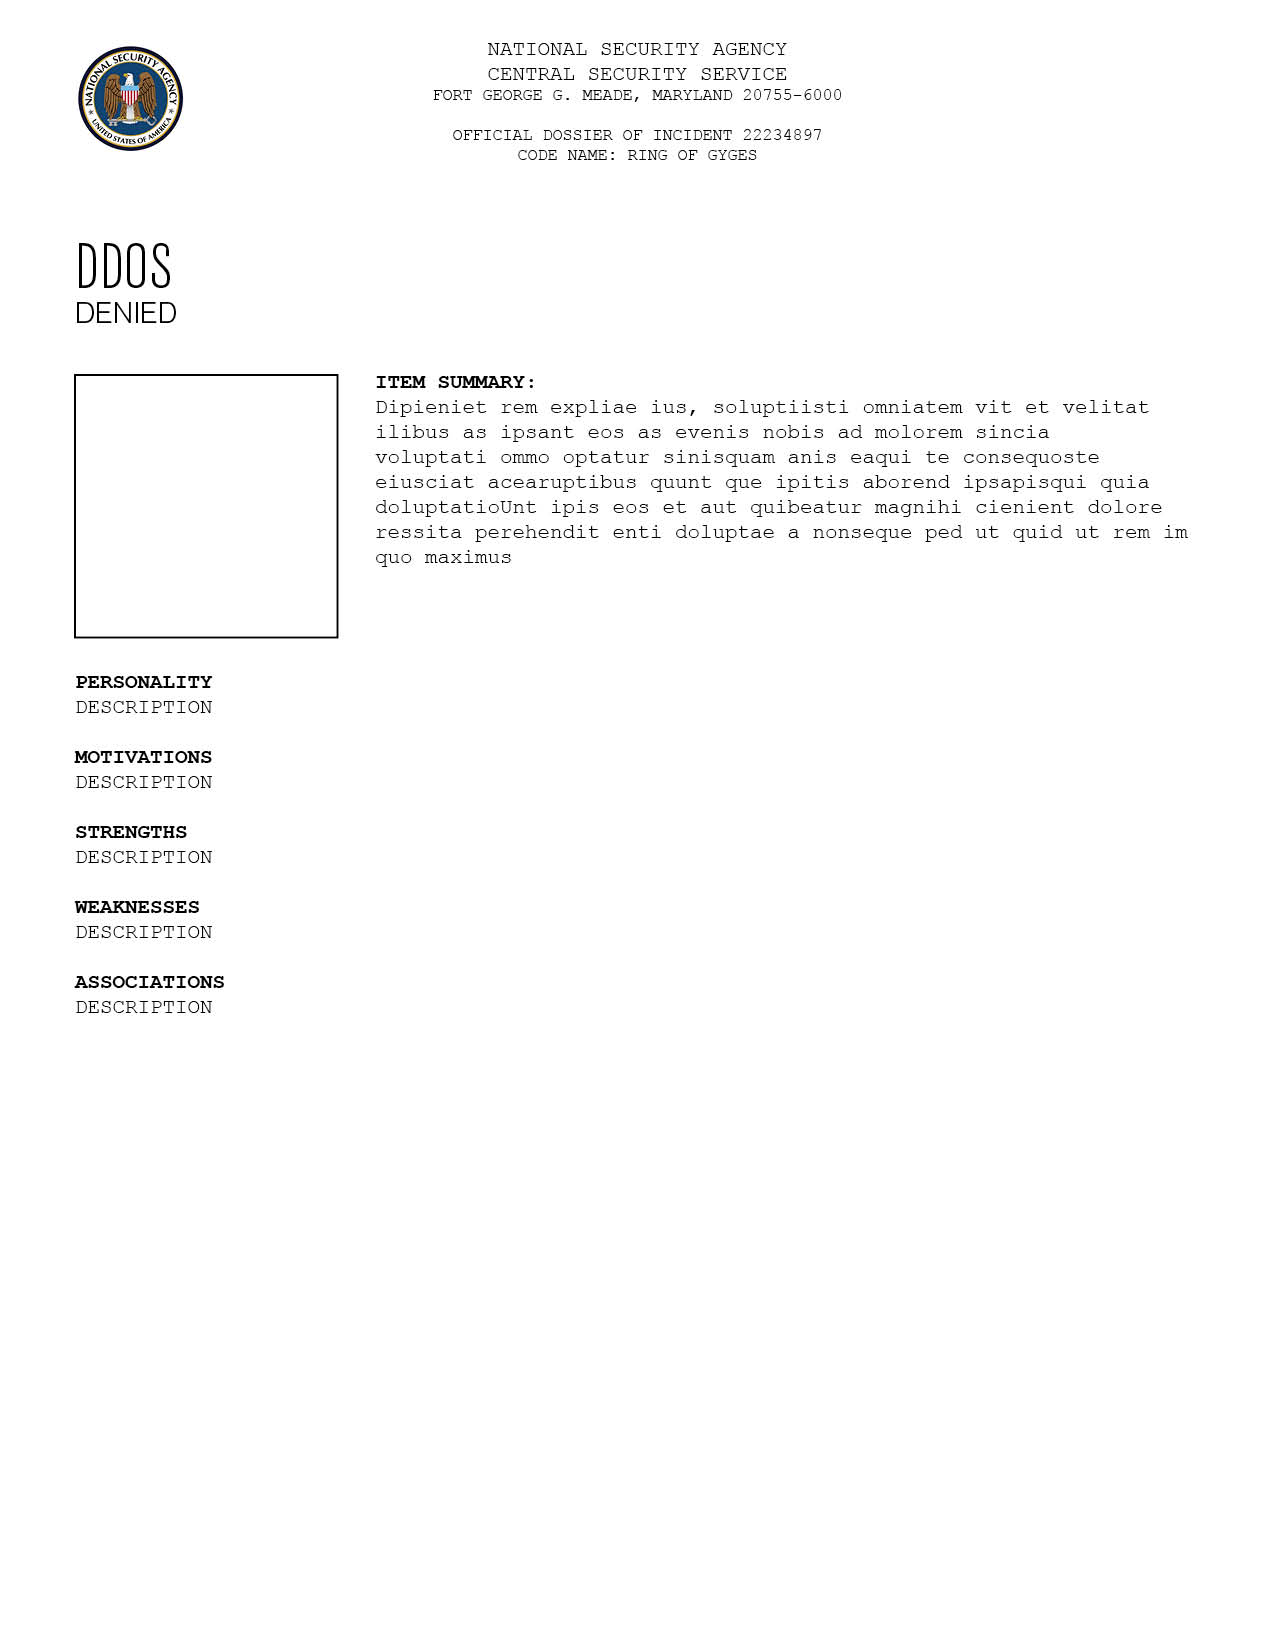 NATIONAL SECURITY AGENCY
CENTRAL SECURITY SERVICE
FORT GEORGE G. MEADE, MARYLAND 20755-6000
OFFICIAL DOSSIER OF INCIDENT 22234897
CODE NAME: RING OF GYGES
NATIONAL SECURITY AGENCY
UNITED STATES OF AMERICA
DDOS
DENIED
ITEM SUMMARY:
Dipieniet rem expliae ius, soluptiisti omniatem vit et velitat
ilibus as ipsant eos as evenis nobis ad molorem sincia
voluptati ommo optatur sinisquam anis eaqui te consequoste
eiusciat acearuptibus quunt que ipitis aborend ipsapisqui quia
doluptatioUnt ipis eos et aut quibeatur magnihi cienient dolore
ressita perehendit enti doluptae a nonseque ped ut quid ut rem im
quo maximus
PERSONALITY
DESCRIPTION
MOTIVATIONS
DESCRIPTION
STRENGTHS
DESCRIPTION
WEAKNESSES
DESCRIPTION
ASSOCIATIONS
DESCRIPTION